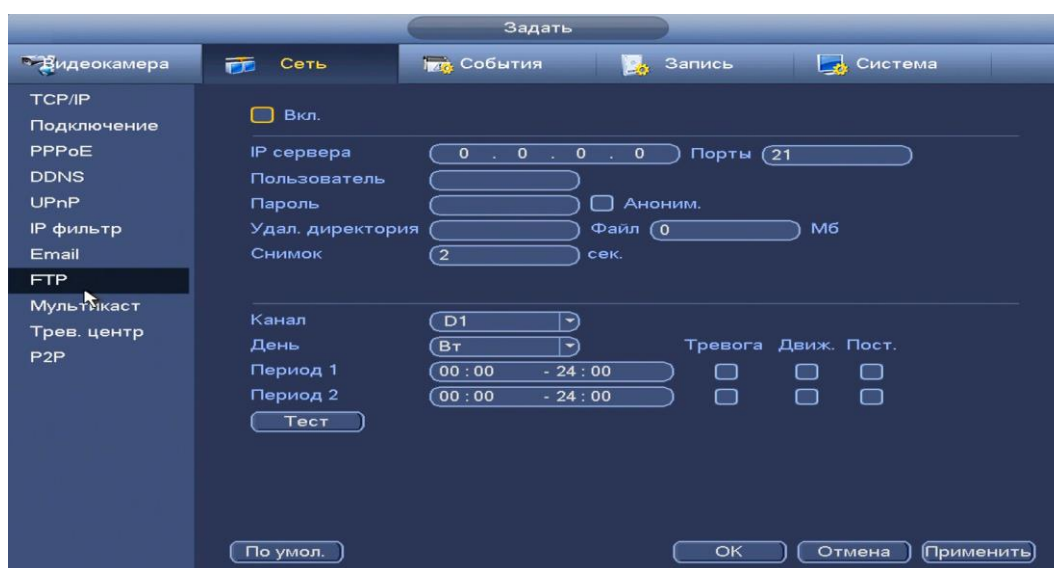 Задать
Видеокамера Сеть События Запись Система
TCP/IP
Подключение
PPPoE
DDNS
UPnP
IP фильтр
Email
FTP
Мультикаст
Трев. центр
P2P
Вкл.
IP сервера 0 . 0 . 0 . 0 Порты 21
Пользователь
Пароль Аноним.
Удал. директория Файл 0 Мб
Снимок 2 сек.
Канал D1
День Вт Тревога Движ. Пост.
Период 1 00 : 00 - 24 : 00
Период 2 00 : 00 - 24 : 00
Тест
По умол. OK Отмена Применить